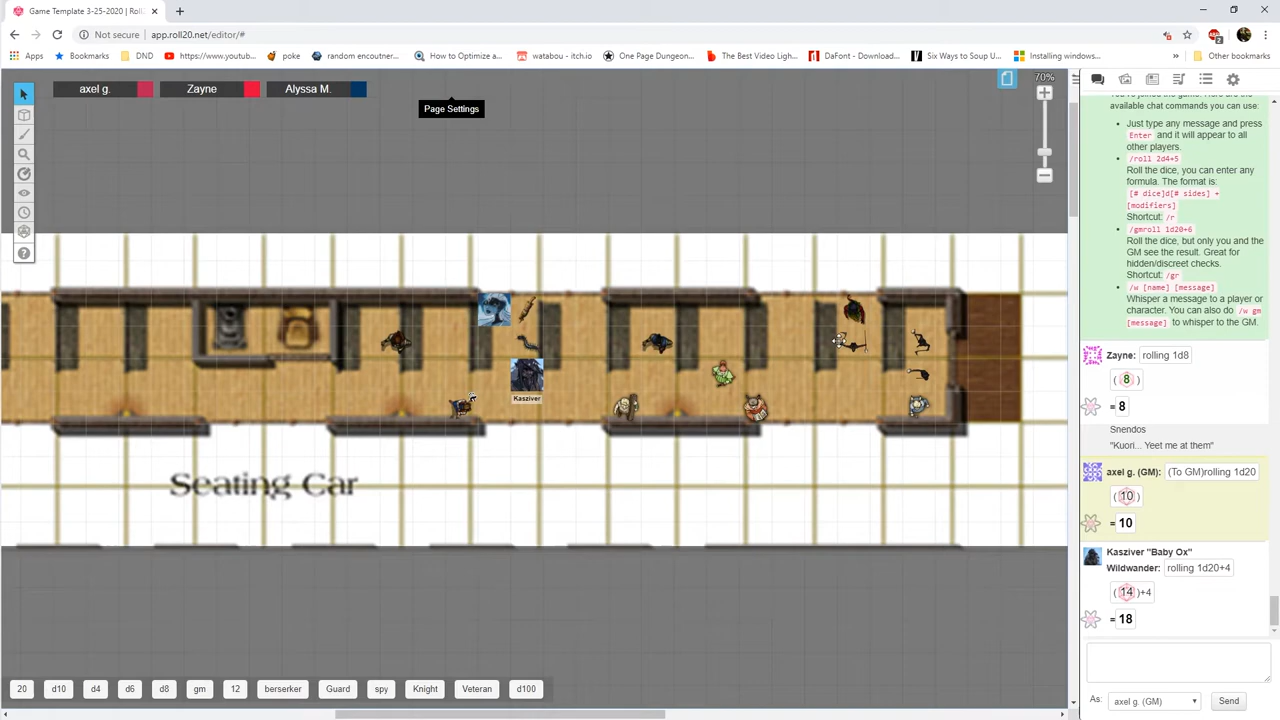 Game Template 3-25-2020 | Roll2
Not secure | app.roll20.net/editor/#
Apps Bookmarks DND https://www.youtub... poke random encoutner... How to Optimize a... watabou - itch.io One Page Dungeon... The Best Video Ligh... DaFont - Download... Six Ways to Soup U... Installing windows... » Other bookmarks
axel g. Zayne Alyssa M.
Page Settings
70%
Kasziver
Seating Car
20 d10 d4 d6 d8 gm 12 berserker Guard spy Knight Veteran d100
available chat commands you can use:
Just type any message and press
Enter and it will appear to all
other players.
/roll 2d4+5
Roll the dice, you can enter any
formula. The format is:
[# dice]d[# sides] +
[modifiers]
Shortcut: /r
/gmroll 1d20+6
Roll the dice, but only you and the
GM see the result. Great for
hidden/discreet checks.
Shortcut: /gr
/w [name] [message]
Whisper a message to a player or
character. You can also do /w gm
[message] to whisper to the GM.
Zayne: rolling 1d8
(8)
= 8
Snendos
"Kuori... Yeet me at them"
axel g. (GM): (To GM)rolling 1d20
(10)
= 10
Kasziver "Baby Ox"
Wildwander: rolling 1d20+4
(14)+4
= 18
As: axel g. (GM) Send